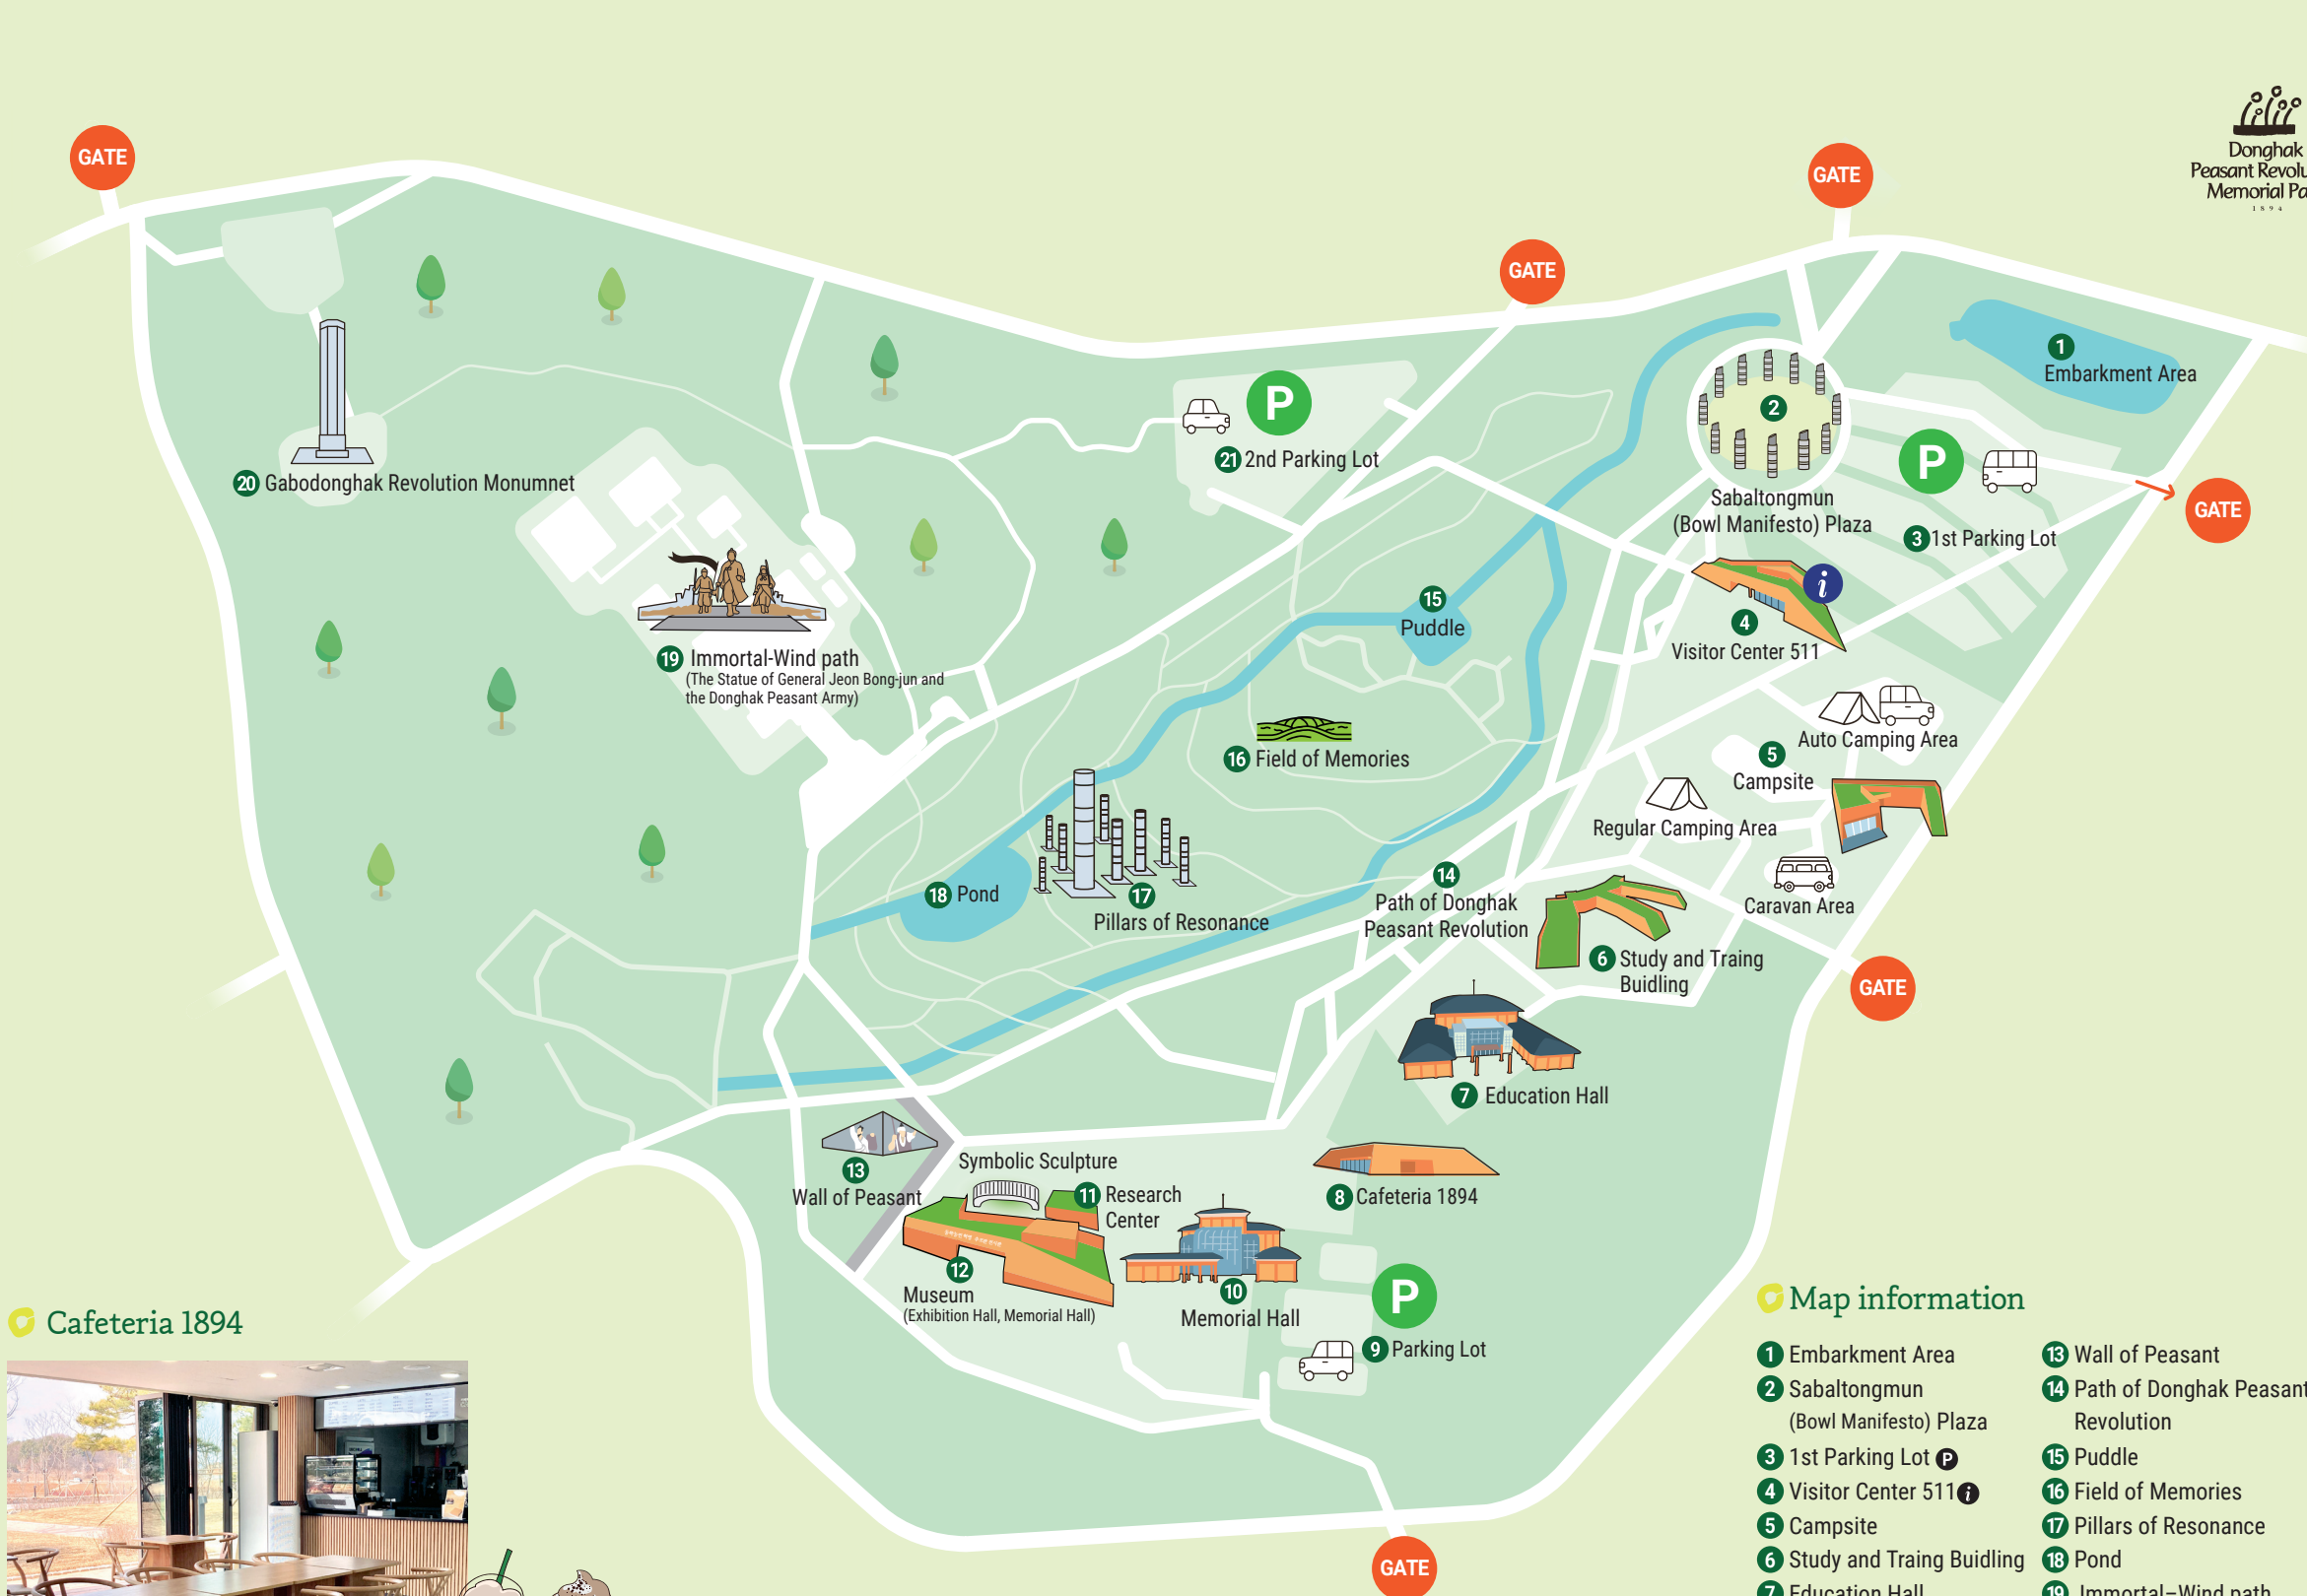 Donghak
Peasant
Memorial
1894
GATE
GATE
GATE
GATE
GATE
GATE
1
Embarkment Area
2
Sabaltongmun
(Bowl Manifesto) Plaza
P
3 1st Parking Lot
P
21 2nd Parking Lot
20 Gabodonghak Revolution Monumnet
i
4
Visitor Center 511
15
Puddle
19 Immortal-Wind path
(The Statue of General Jeon Bong-jun and
the Donghak Peasant Army)
Auto Camping Area
5
Campsite
16 Field of Memories
Regular Camping Area
14
Path of Donghak
Peasant Revolution
18 Pond
17
Pillars of Resonance
Caravan Area
6 Study and Traing
Buidling
7 Education Hall
13
Wall of Peasant
Symbolic Sculpture
11 Research
Center
8 Cafeteria 1894
12
Museum
(Exhibition Hall, Memorial Hall)
10
Memorial Hall
P
9 Parking Lot
Cafeteria 1894
Map information
1 Embarkment Area
2 Sabaltongmun
(Bowl Manifesto) Plaza
3 1st Parking Lot P
4 Visitor Center 511 i
5 Campsite
6 Study and Traing Buidling
7 Education Hall
13 Wall of Peasant
14 Path of Donghak Peasant
Revolution
15 Puddle
16 Field of Memories
17 Pillars of Resonance
18 Pond
19 Immortal-Wind path